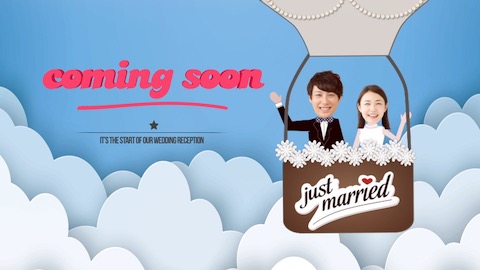 coming soon
IT'S THE START OF OUR WEDDING RECEPTION
just
married